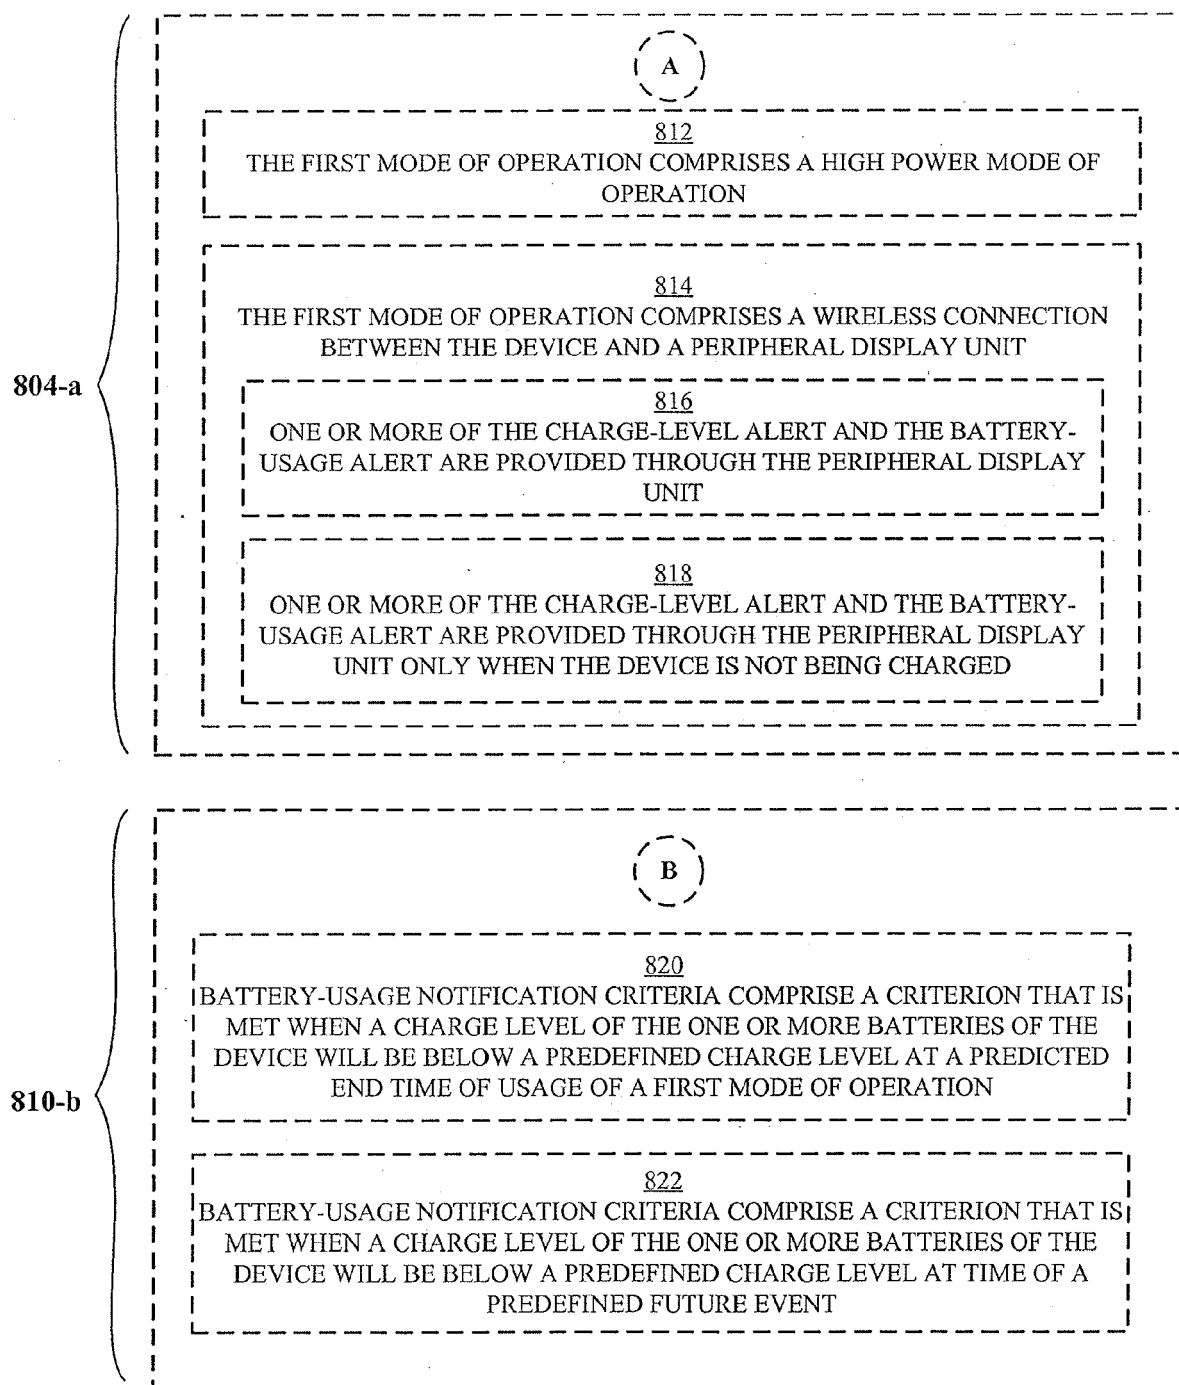 A
812
THE FIRST MODE OF OPERATION COMPRISES A HIGH POWER MODE OF
OPERATION
814
THE FIRST MODE OF OPERATION COMPRISES A WIRELESS CONNECTION
BETWEEN THE DEVICE AND A PERIPHERAL DISPLAY UNIT
804-a
816
ONE OR MORE OF THE CHARGE-LEVEL ALERT AND THE BATTERY-
USAGE ALERT ARE PROVIDED THROUGH THE PERIPHERAL DISPLAY
UNIT
818
ONE OR MORE OF THE CHARGE-LEVEL ALERT AND THE BATTERY-
USAGE ALERT ARE PROVIDED THROUGH THE PERIPHERAL DISPLAY
UNIT ONLY WHEN THE DEVICE IS NOT BEING CHARGED
B
820
BATTERY-USAGE NOTIFICATION CRITERIA COMPRISE A CRITERION THAT IS
MET WHEN A CHARGE LEVEL OF THE ONE OR MORE BATTERIES OF THE
DEVICE WILL BE BELOW A PREDEFINED CHARGE LEVEL AT A PREDICTED
END TIME OF USAGE OF A FIRST MODE OF OPERATION
810-b
822
BATTERY-USAGE NOTIFICATION CRITERIA COMPRISE A CRITERION THAT IS
MET WHEN A CHARGE LEVEL OF THE ONE OR MORE BATTERIES OF THE
DEVICE WILL BE BELOW A PREDEFINED CHARGE LEVEL AT TIME OF A
PREDEFINED FUTURE EVENT